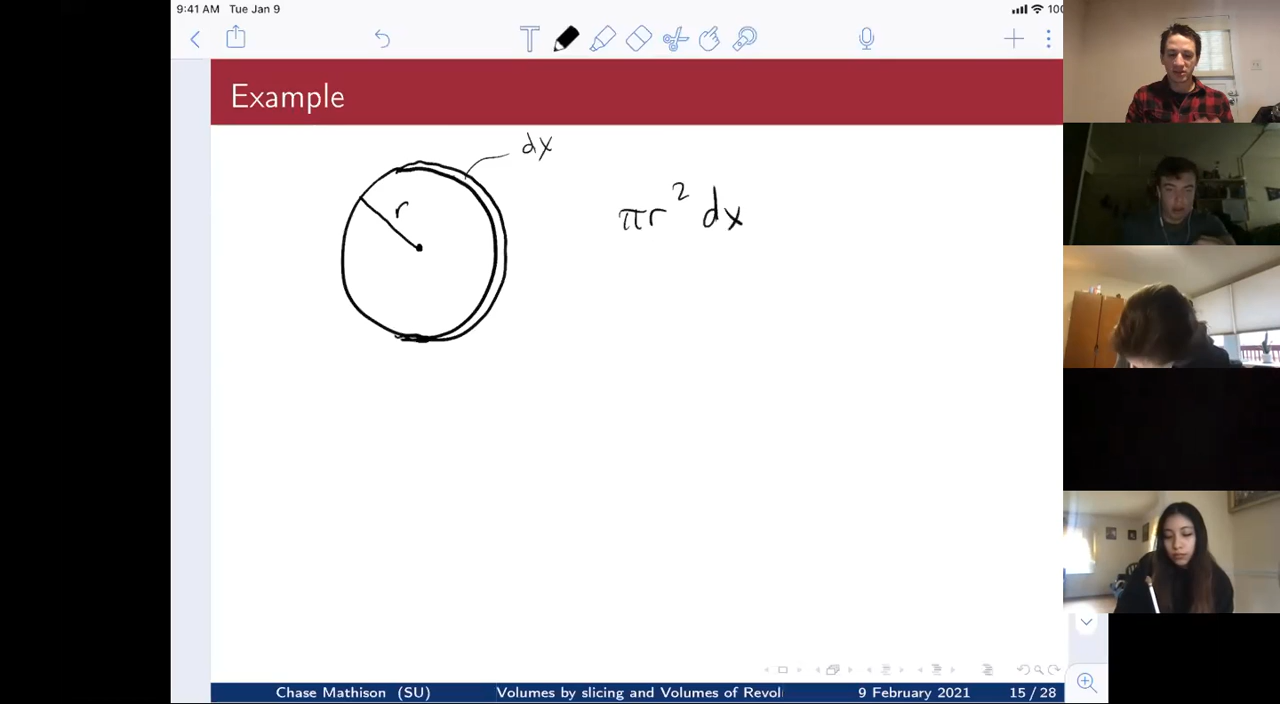 9:41 AM Tue Jan 9
100
Example
dx
r
πr² dx
Chase Mathison (SU)
Volumes by slicing and Volumes of Revol
9 February 2021
15 / 28